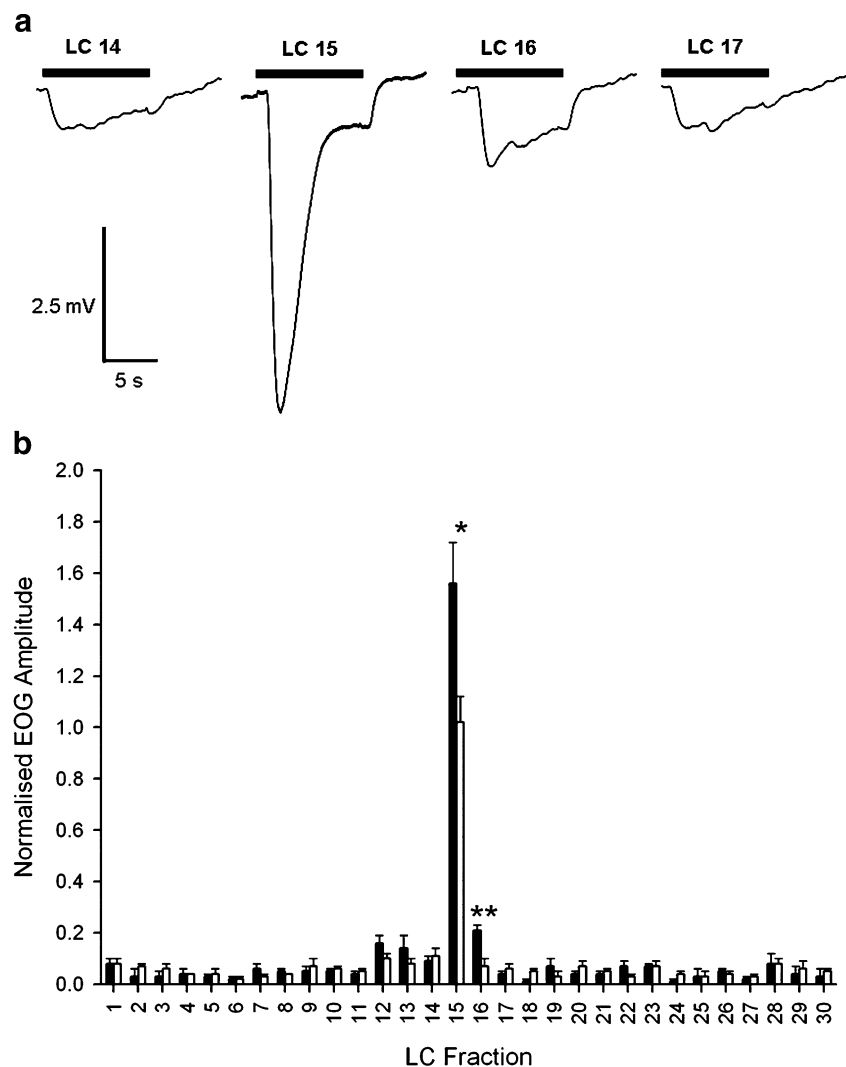 a
LC 14 LC 15 LC 16 LC 17
2.5 mV
5 s
b
Normalised EOG Amplitude
2.0
1.8
1.6
1.4
1.2
1.0
0.8
0.6
0.4
0.2
0.0
*
**
1 2 3 4 5 6 7 8 9 10 11 12 13 14 15 16 17 18 19 20 21 22 23 24 25 26 27 28 29 30
LC Fraction